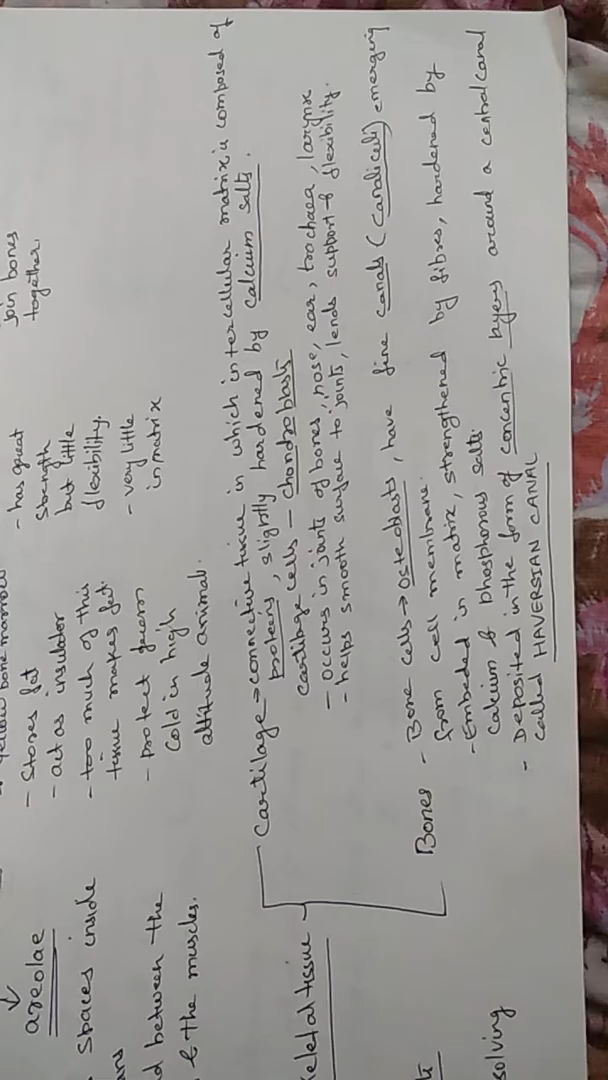 areolae
Spaces inside
d between the
& the muscles.
yellow bone marrow
- Stores fat
- act as insulator
- too much of this
tissue makes fat.
- protect from
cold in high
altitude animal.
- has great
strength
but little
flexibility.
- very little
in matrix
join bones
together.
keletal tissue
Cartilage → connective tissue in which intercellular matrix is composed of
proteins, slightly hardened by calcium salts.
Cartilage cells - chondroblasts
- Occurs in joints of bones, nose, ear, trachaea, larynx
- helps smooth surface to joints, lends support & flexibility.
Bones - Bone cells → osteoblasts, have fine canals (canaliculi) emerging
from cell membrane.
- Embeded in matrix, strengthened by fibres, hardened by
calcium & phosphorous salts.
- Deposited in the form of concentric layers around a central canal
called HAVERSTAN CANAL
solving